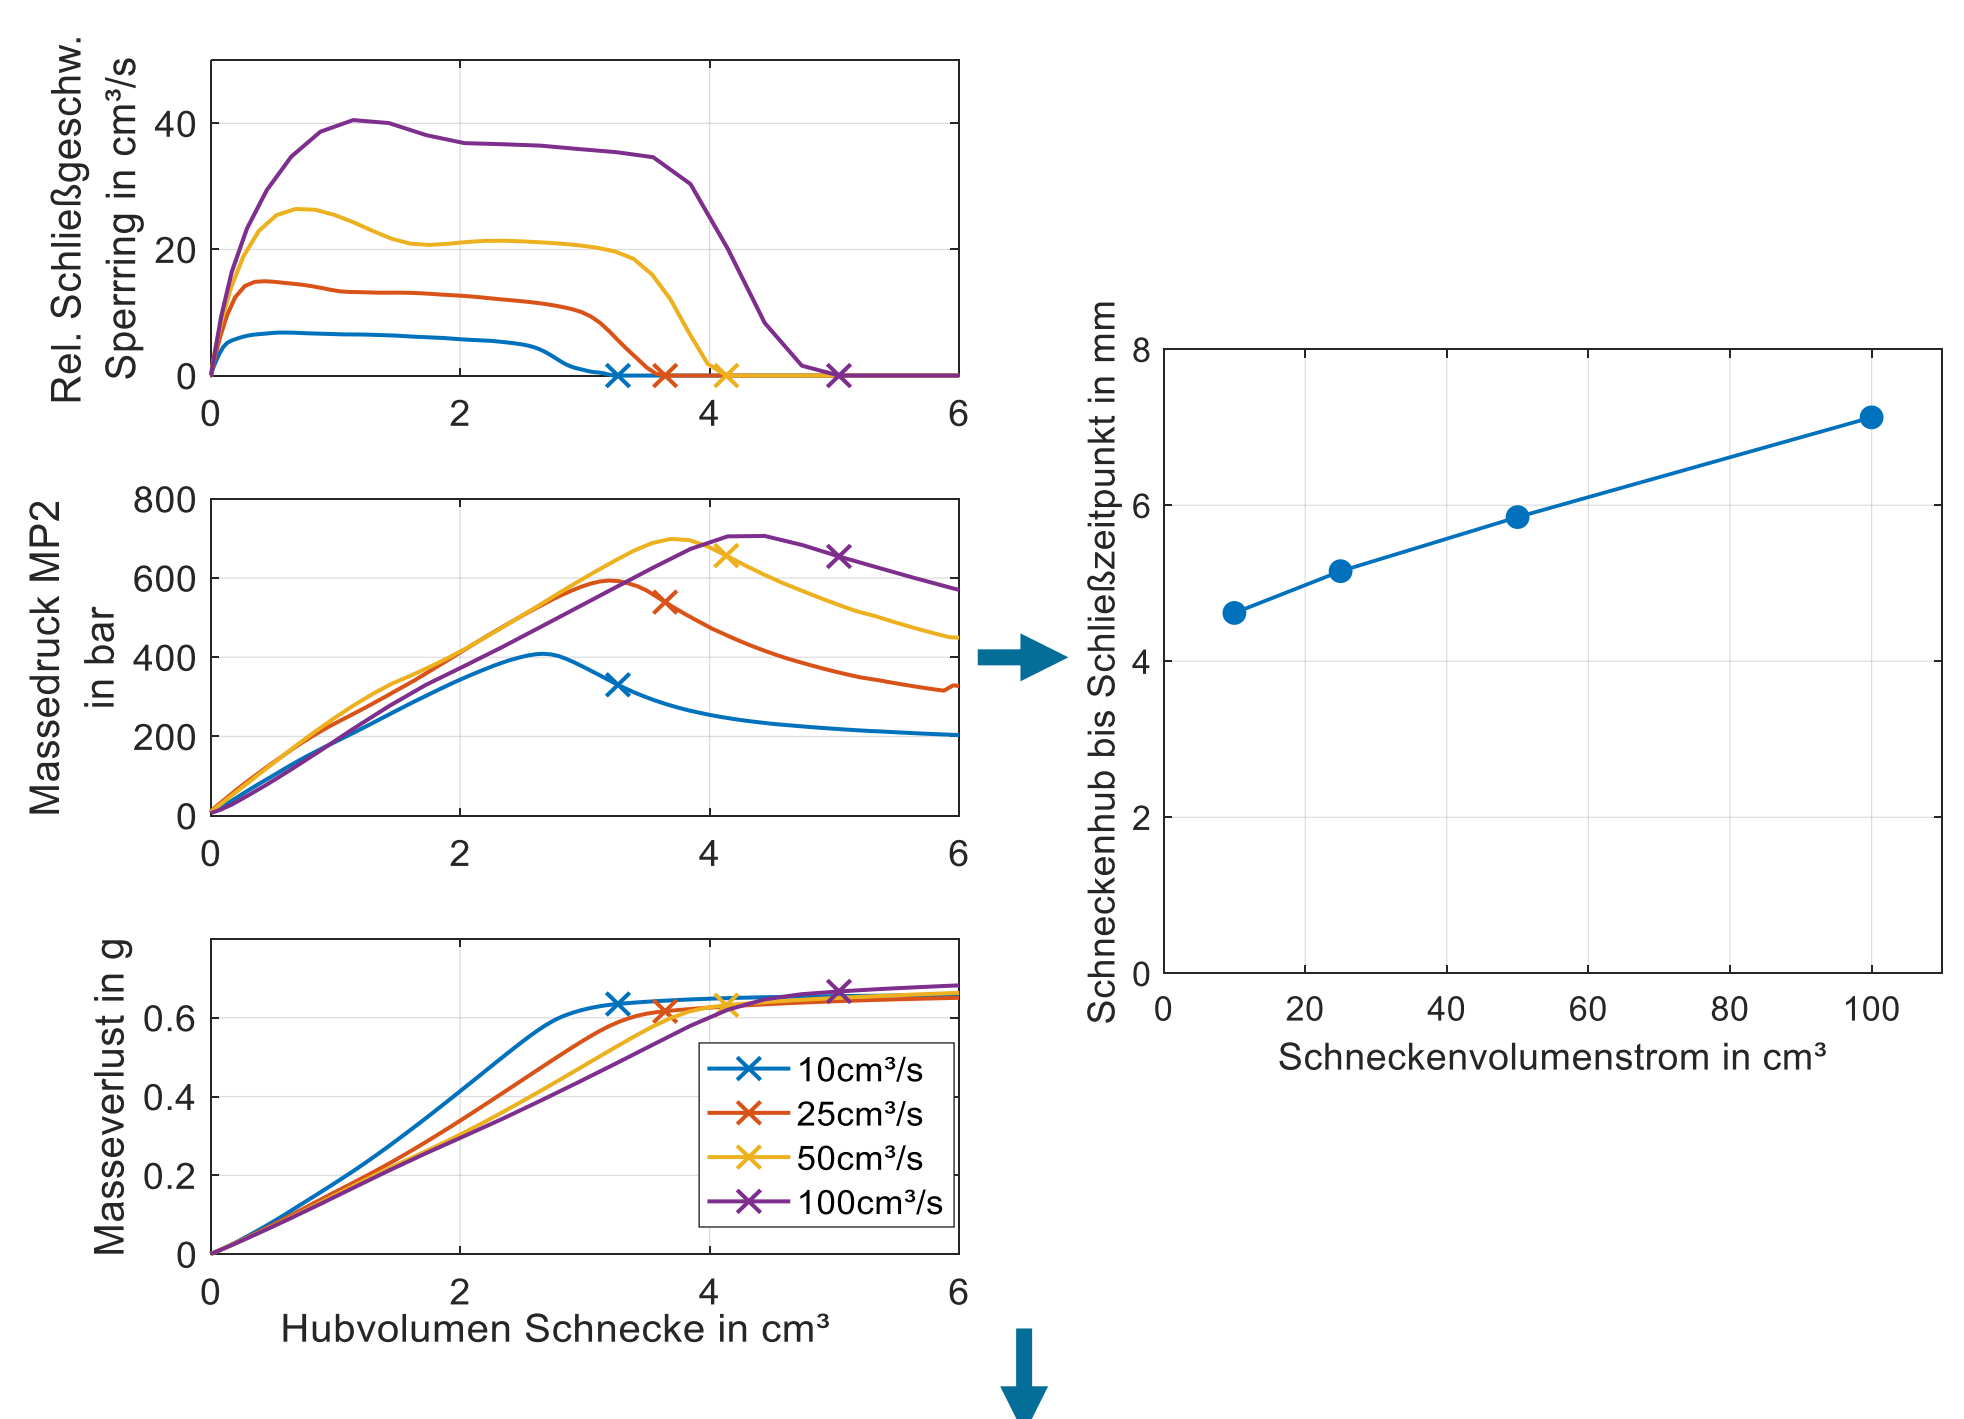 Rel. Schließgeschw.
Sperrring in cm³/s
40
20
0
0 2 4 6
Massedruck MP2
in bar
800
600
400
200
0
0 2 4 6
Masseverlust in g
0.6
0.4
0.2
0
10cm³/s
25cm³/s
50cm³/s
100cm³/s
0 2 4 6
Hubvolumen Schnecke in cm³
Schneckenhub bis Schließzeitpunkt in mm
8
6
4
2
0
0 20 40 60 80 100
Schneckenvolumenstrom in cm³